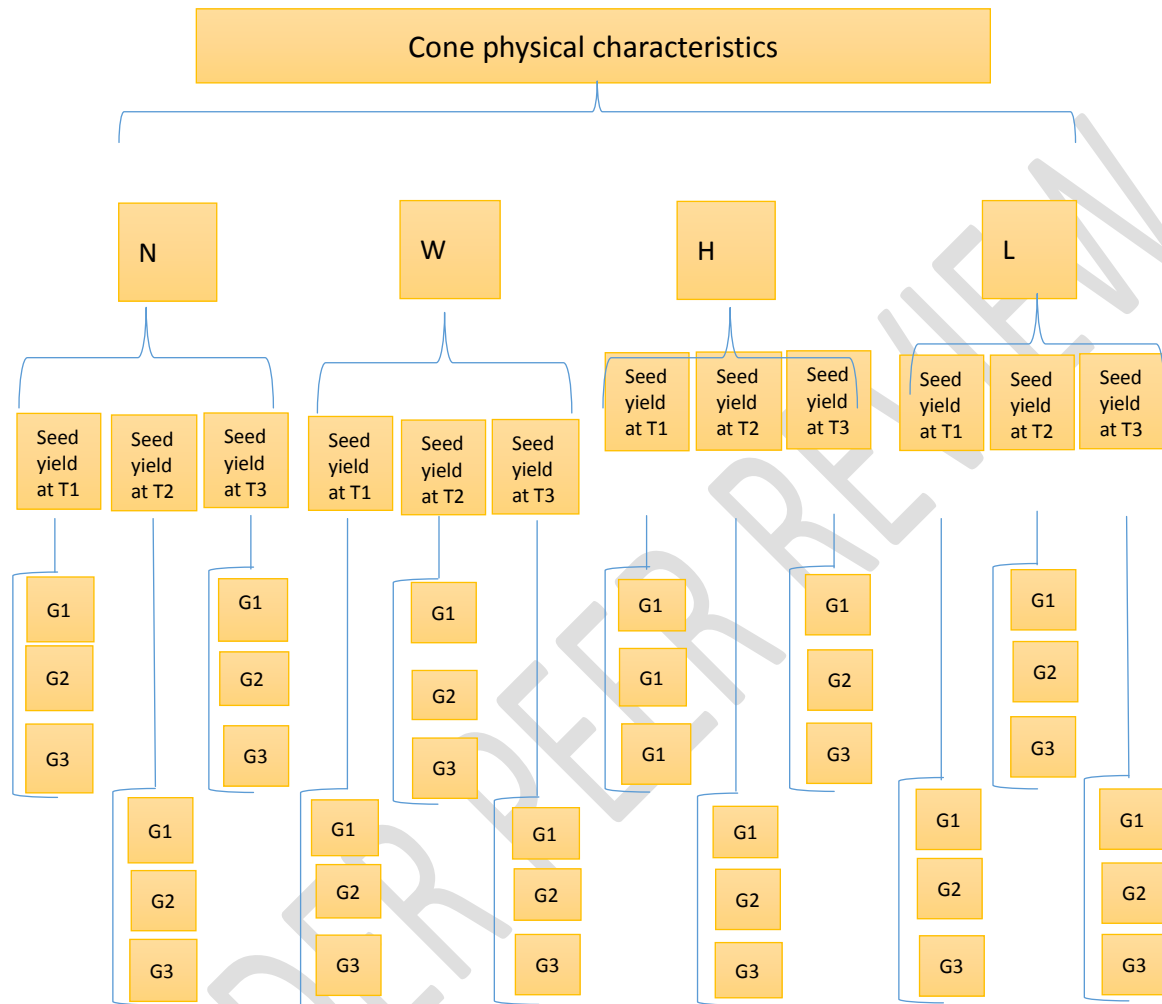 Cone physical characteristics
N
W
H
L
Seed
yield
at T1
Seed
yield
at T2
Seed
yield
at T3
Seed
yield
at T1
Seed
yield
at T2
Seed
yield
at T3
Seed
yield
at T1
Seed
yield
at T2
Seed
yield
at T3
Seed
yield
at T1
Seed
yield
at T2
Seed
yield
at T3
G1
G2
G3
G1
G2
G3
G1
G2
G3
G1
G2
G3
G1
G2
G3
G1
G2
G3
G1
G1
G1
G1
G2
G3
G1
G2
G3
G1
G2
G3
G1
G2
G3
G1
G2
G3
DER PEER REVIEW